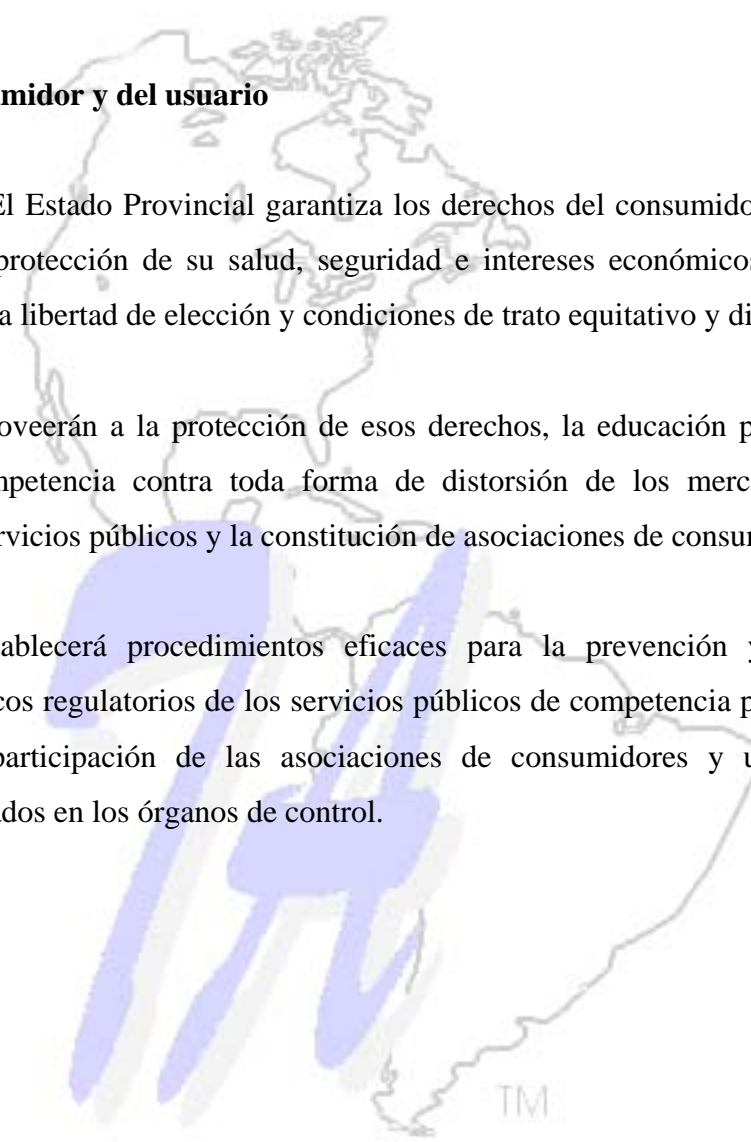 midor y del usuario
El Estado Provincial garantiza los derechos del consumido
protección de su salud, seguridad e intereses económicos
a libertad de elección y condiciones de trato equitativo y di
oveerán a la protección de esos derechos, la educación p
mpetencia contra toda forma de distorsión de los merc
rvicios públicos y la constitución de asociaciones de consu
ablecerá procedimientos eficaces para la prevención y
cos regulatorios de los servicios públicos de competencia p
participación de las asociaciones de consumidores y u
ados en los órganos de control.
TM